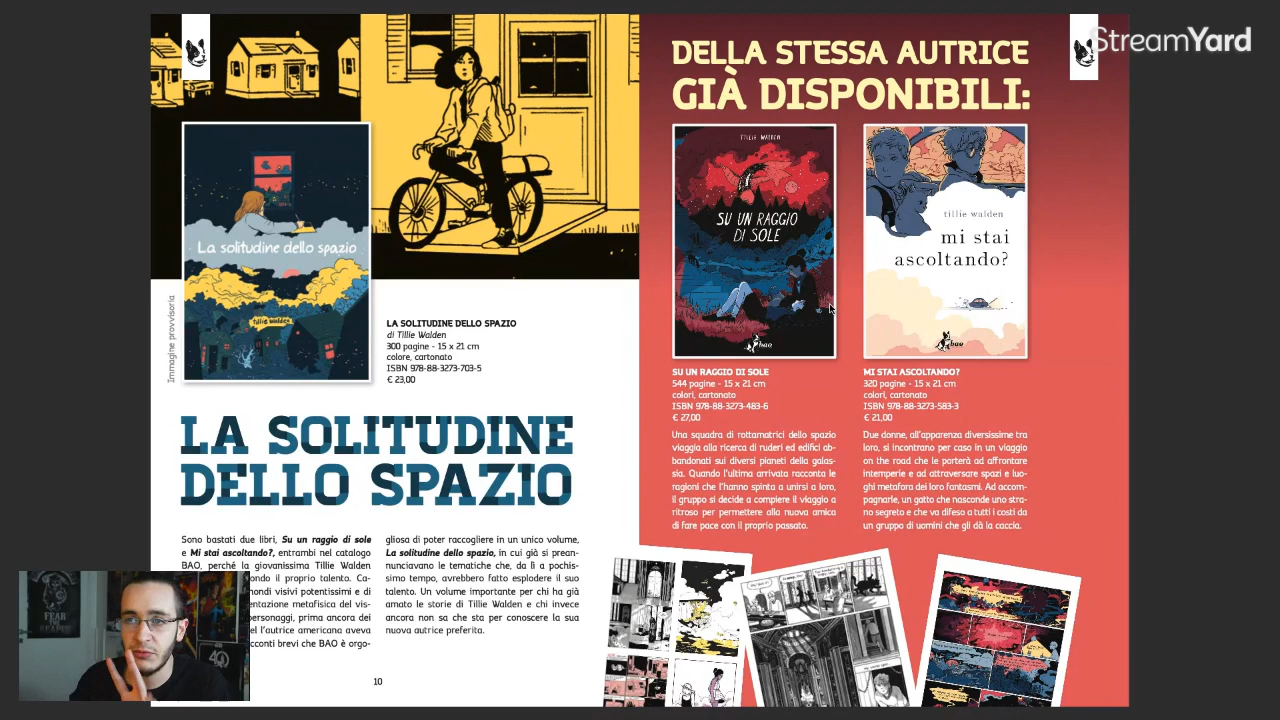 StreamYard
Immagine provvisoria
La solitudine dello spazio
tillie walden
LA SOLITUDINE DELLO SPAZIO
di Tillie Walden
300 pagine - 15 x 21 cm
colore, cartonato
ISBN 978-88-3273-703-5
€ 23,00
LA SOLITUDINE
DELLO SPAZIO
Sono bastati due libri, Su un raggio di sole
e Mi stai ascoltando?, entrambi nel catalogo
BAO, perché la giovanissima Tillie Walden
ondo il proprio talento. Ca-
ondi visivi potentissimi e di
entazione metafisica del vis-
personaggi, prima ancora dei
el l'autrice americana aveva
cconti brevi che BAO è orgo-
gliosa di poter raccogliere in un unico volume,
La solitudine dello spazio, in cui già si prean-
nunciavano le tematiche che, da lì a pochis-
simo tempo, avrebbero fatto esplodere il suo
talento. Un volume importante per chi ha già
amato le storie di Tillie Walden e chi invece
ancora non sa che sta per conoscere la sua
nuova autrice preferita.
10
DELLA STESSA AUTRICE
GIÀ DISPONIBILI:
TILLIE WALDEN
SU UN RAGGIO
DI SOLE
bao
SU UN RAGGIO DI SOLE
544 pagine - 15 x 21 cm
colori, cartonato
ISBN 978-88-3273-483-6
€ 27,00
Una squadra di rottamatrici dello spazio
viaggia alla ricerca di ruderi ed edifici ab-
bandonati sui diversi pianeti della galas-
sia. Quando l'ultima arrivata racconta le
ragioni che l'hanno spinta a unirsi a loro,
il gruppo si decide a compiere il viaggio a
ritroso per permettere alla nuova amica
di fare pace con il proprio passato.
tillie walden
mi stai
ascoltando?
bao
MI STAI ASCOLTANDO?
320 pagine - 15 x 21 cm
colori, cartonato
ISBN 978-88-3273-583-3
€ 21,00
Due donne, all'apparenza diversissime tra
loro, si incontrano per caso in un viaggio
on the road che le porterà ad affrontare
intemperie e ad attraversare spazi e luo-
ghi metafora dei loro fantasmi. Ad accom-
pagnarle, un gatto che nasconde uno stra-
no segreto e che va difeso a tutti i costi da
un gruppo di uomini che gli dà la caccia.
FEAR
REAPER